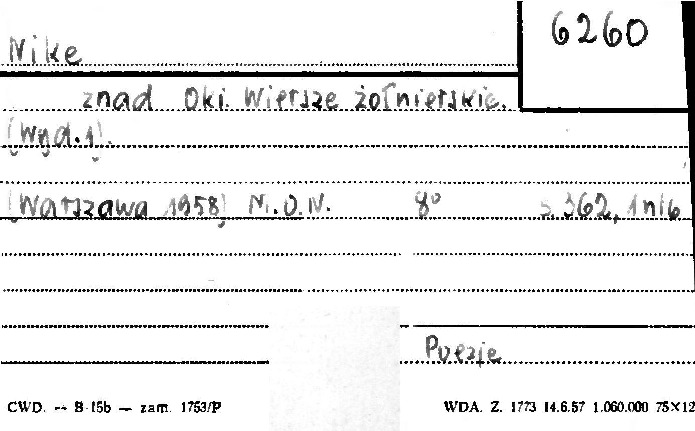 6260
Nike
znad Oki. Wiersze żołnierskie.
[Wyd. 1].
[Warszawa 1958] M.O.N. 8° s. 362, 1 nlb
Poezje
CWD. — B-15b — zam. 1753/P WDA. Z. 1773 14.6.57 1.060.000 75×12